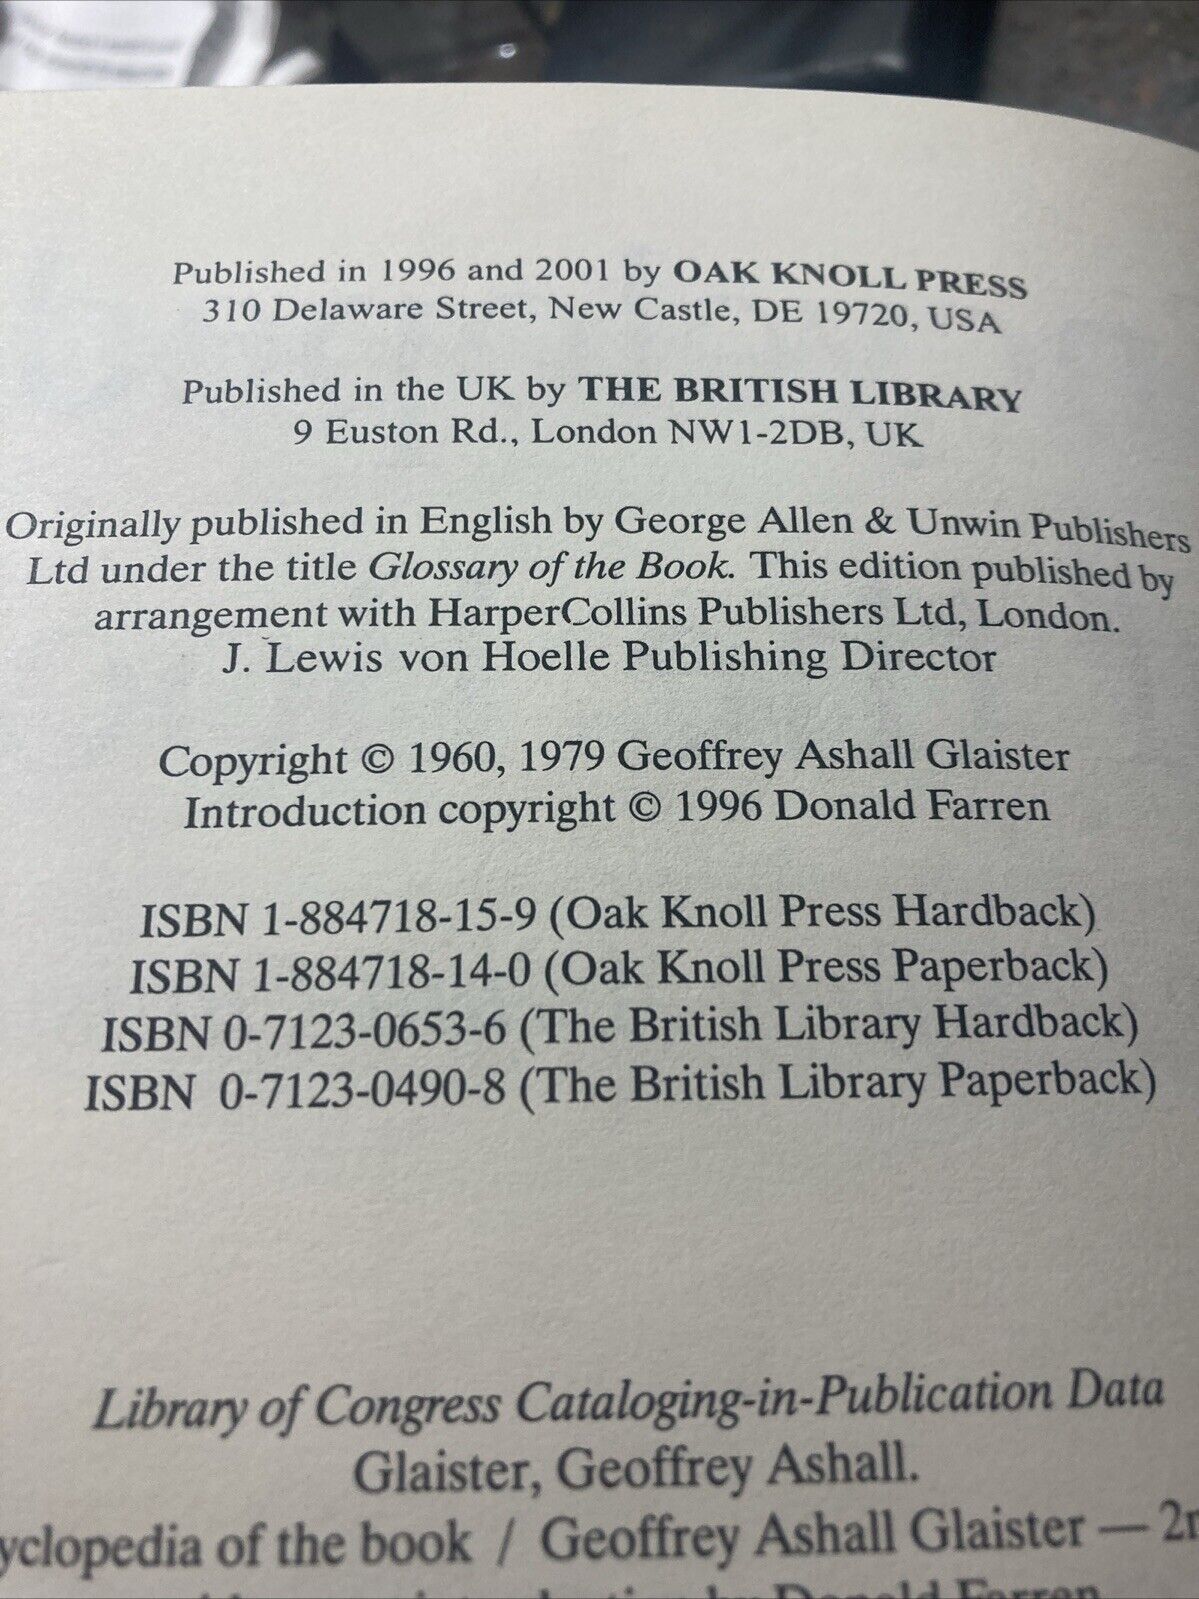 Published in 1996 and 2001 by OAK KNOLL PRESS
310 Delaware Street, New Castle, DE 19720, USA
Published in the UK by THE BRITISH LIBRARY
9 Euston Rd., London NW1-2DB, UK
Originally published in English by George Allen & Unwin Publishers
Ltd under the title Glossary of the Book. This edition published by
arrangement with HarperCollins Publishers Ltd, London.
J. Lewis von Hoelle Publishing Director
Copyright © 1960, 1979 Geoffrey Ashall Glaister
Introduction copyright © 1996 Donald Farren
ISBN 1-884718-15-9 (Oak Knoll Press Hardback)
ISBN 1-884718-14-0 (Oak Knoll Press Paperback)
ISBN 0-7123-0653-6 (The British Library Hardback)
ISBN 0-7123-0490-8 (The British Library Paperback)
Library of Congress Cataloging-in-Publication Data
Glaister, Geoffrey Ashall.
yclopedia of the book / Geoffrey Ashall Glaister — 2n
by Donald Farren